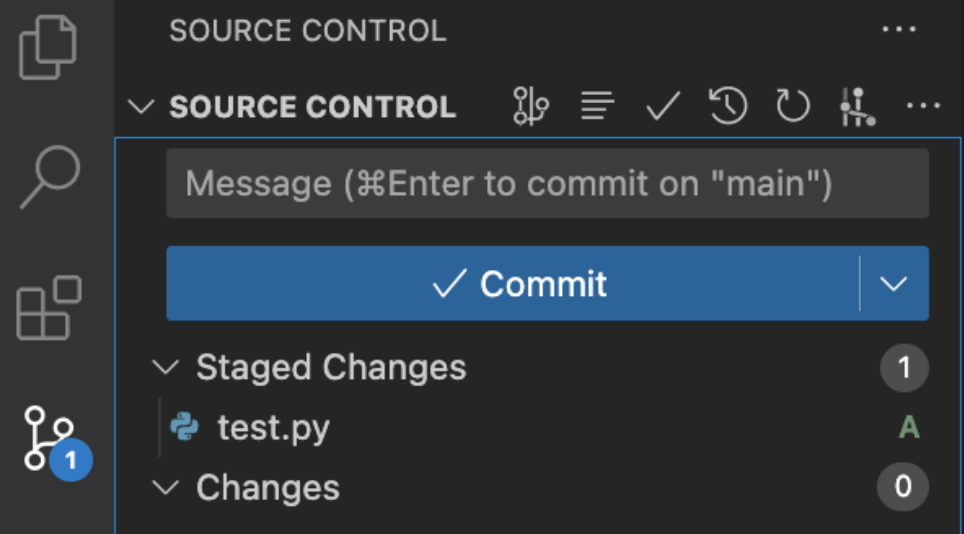 SOURCE CONTROL
SOURCE CONTROL
Message (⌘Enter to commit on "main")
Commit
Staged Changes 1
test.py A
1
Changes 0